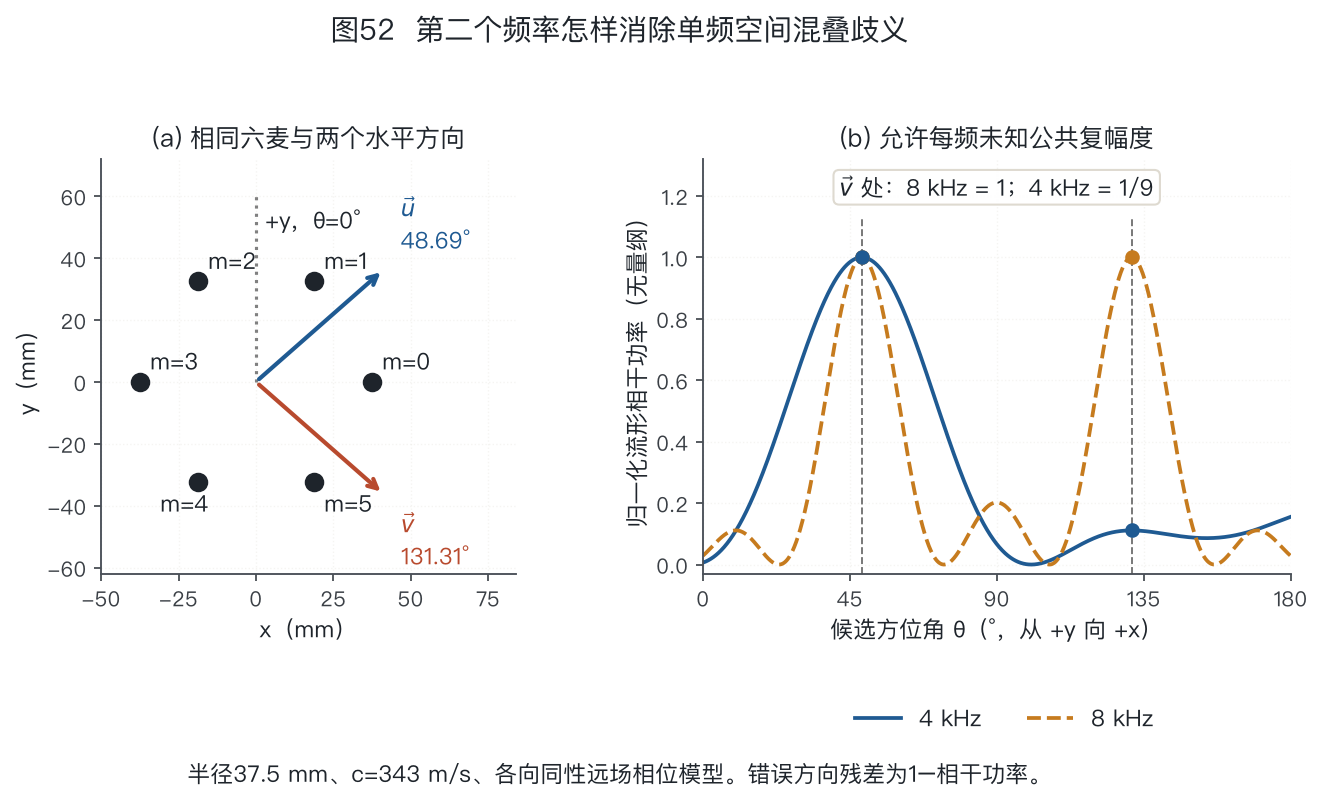 图52 第二个频率怎样消除单频空间混叠歧义
(a) 相同六麦与两个水平方向
60
40
20
0
−20
−40
−60
y（mm）
+y，θ=0°
u⃗
48.69°
m=2
m=1
m=3
m=0
m=4
m=5
v⃗
131.31°
−50
−25
0
25
50
75
x（mm）
(b) 允许每频未知公共复幅度
v⃗ 处：8 kHz = 1；4 kHz = 1/9
1.2
1.0
0.8
0.6
0.4
0.2
0.0
归一化流形相干功率（无量纲）
0
45
90
135
180
候选方位角 θ（°，从 +y 向 +x）
4 kHz
8 kHz
半径37.5 mm、c=343 m/s、各向同性远场相位模型。错误方向残差为1−相干功率。